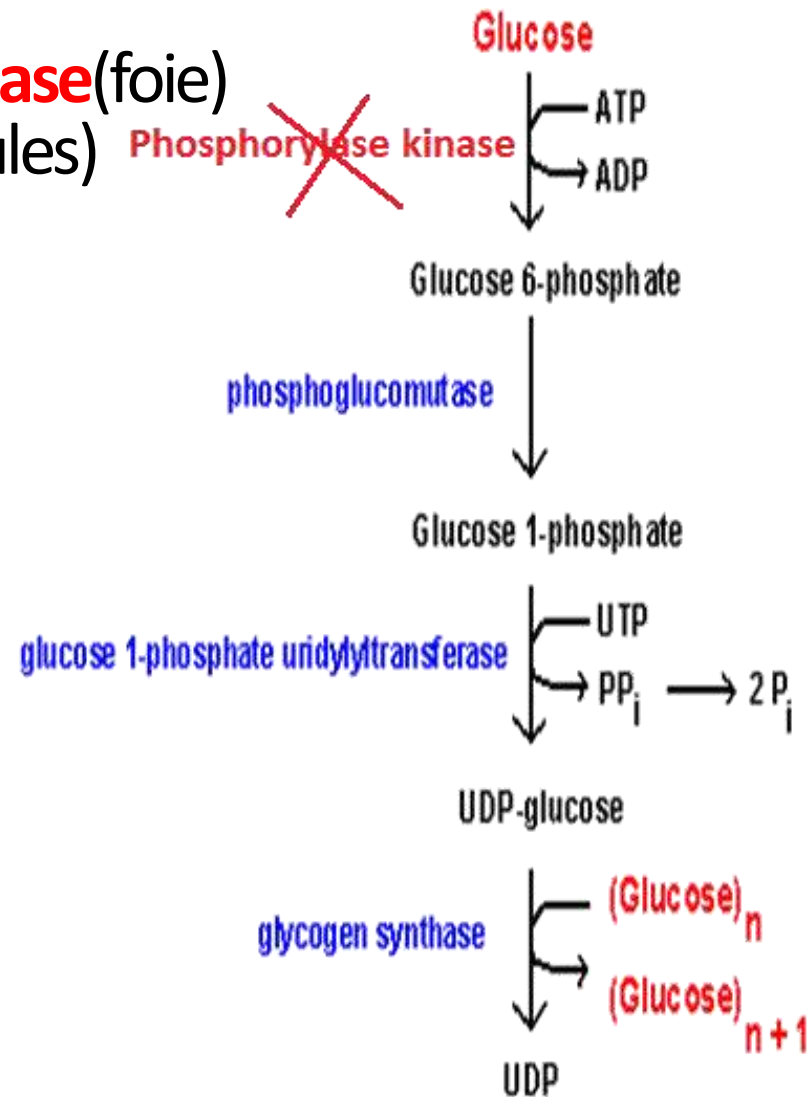 Glucose
ase(foie)
ules)
Phosphorylase kinase
ATP
ADP
Glucose 6-phosphate
phosphoglucomutase
Glucose 1-phosphate
glucose 1-phosphate uridylyltransferase
UTP
PPi
2 Pi
UDP-glucose
glycogen synthase
(Glucose)n
(Glucose)n + 1
UDP